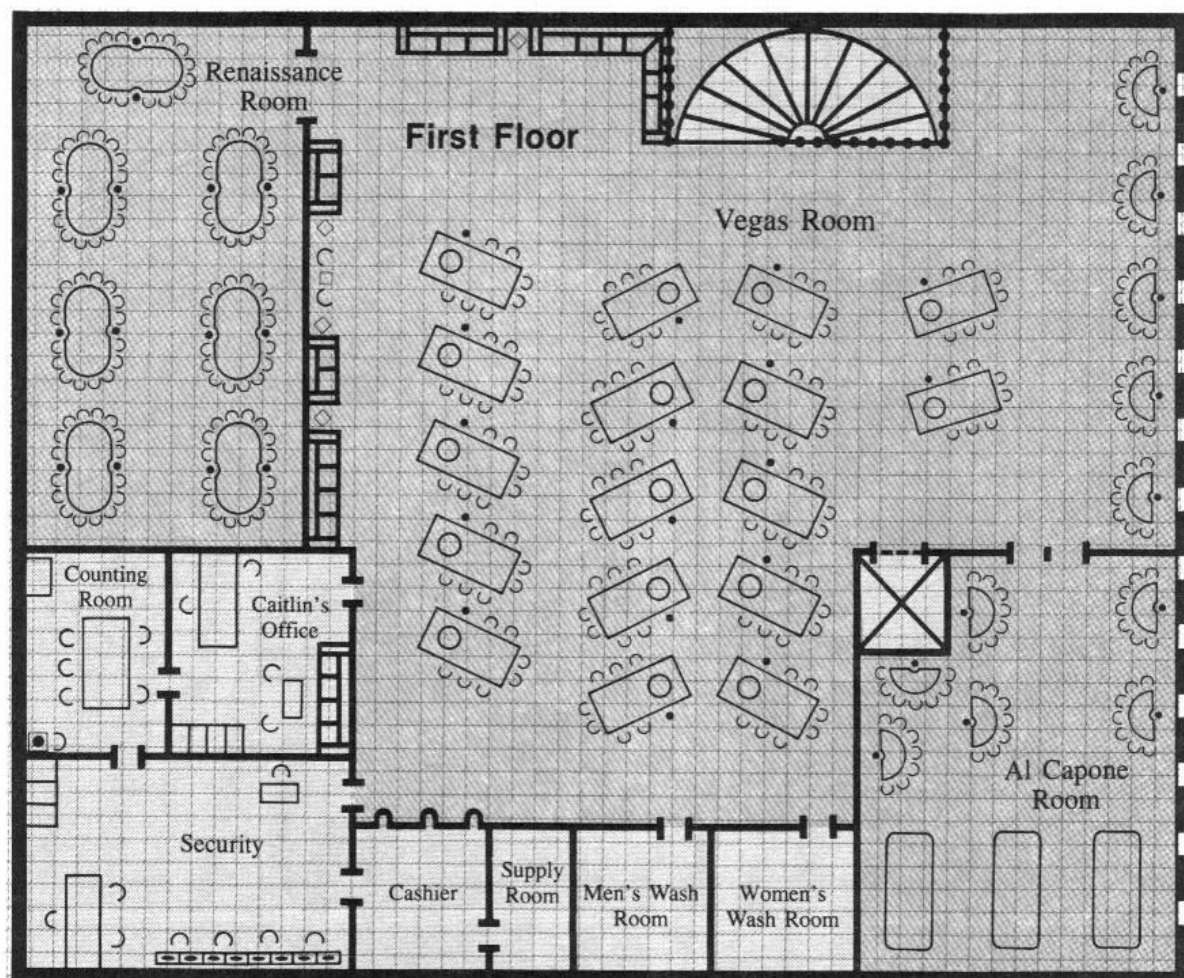 Renaissance
Room
First Floor
Vegas Room
Counting
Room
Caitlin's
Office
Al Capone
Room
Security
Cashier
Supply
Room
Men's Wash
Room
Women's
Wash Room